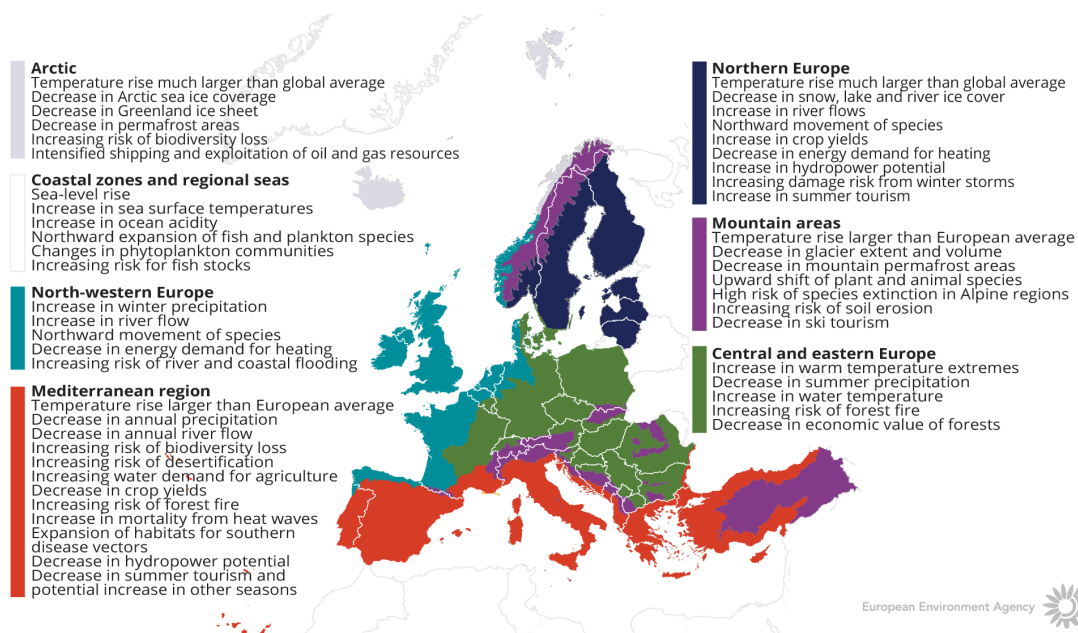 Arctic
Temperature rise much larger than global average
Decrease in Arctic sea ice coverage
Decrease in Greenland ice sheet
Decrease in permafrost areas
Increasing risk of biodiversity loss
Intensified shipping and exploitation of oil and gas resources
Coastal zones and regional seas
Sea-level rise
Increase in sea surface temperatures
Increase in ocean acidity
Northward expansion of fish and plankton species
Changes in phytoplankton communities
Increasing risk for fish stocks
North-western Europe
Increase in winter precipitation
Increase in river flow
Northward movement of species
Decrease in energy demand for heating
Increasing risk of river and coastal flooding
Mediterranean region
Temperature rise larger than European average
Decrease in annual precipitation
Decrease in annual river flow
Increasing risk of biodiversity loss
Increasing risk of desertification
Increasing water demand for agriculture
Decrease in crop yields
Increasing risk of forest fire
Increase in mortality from heat waves
Expansion of habitats for southern
disease vectors
Decrease in hydropower potential
Decrease in summer tourism and
potential increase in other seasons
Northern Europe
Temperature rise much larger than global average
Decrease in snow, lake and river ice cover
Increase in river flows
Northward movement of species
Increase in crop yields
Decrease in energy demand for heating
Increase in hydropower potential
Increasing damage risk from winter storms
Increase in summer tourism
Mountain areas
Temperature rise larger than European average
Decrease in glacier extent and volume
Decrease in mountain permafrost areas
Upward shift of plant and animal species
High risk of species extinction in Alpine regions
Increasing risk of soil erosion
Decrease in ski tourism
Central and eastern Europe
Increase in warm temperature extremes
Decrease in summer precipitation
Increase in water temperature
Increasing risk of forest fire
Decrease in economic value of forests
European Environment Agency